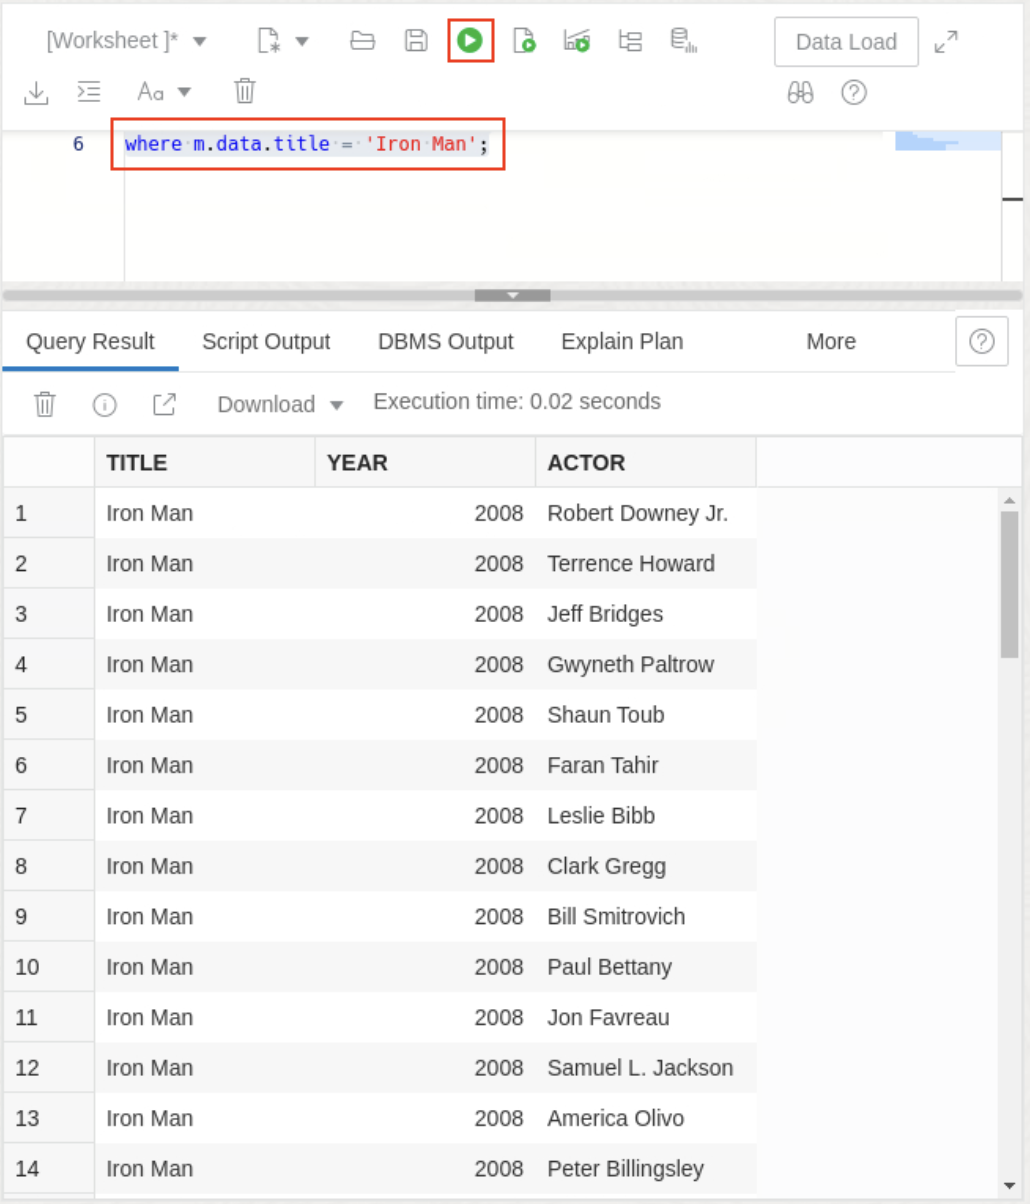 [Worksheet ]*
Data Load
Aa
6 where m.data.title = 'Iron Man';
Query Result Script Output DBMS Output Explain Plan More
Download Execution time: 0.02 seconds
TITLE YEAR ACTOR
1 Iron Man 2008 Robert Downey Jr.
2 Iron Man 2008 Terrence Howard
3 Iron Man 2008 Jeff Bridges
4 Iron Man 2008 Gwyneth Paltrow
5 Iron Man 2008 Shaun Toub
6 Iron Man 2008 Faran Tahir
7 Iron Man 2008 Leslie Bibb
8 Iron Man 2008 Clark Gregg
9 Iron Man 2008 Bill Smitrovich
10 Iron Man 2008 Paul Bettany
11 Iron Man 2008 Jon Favreau
12 Iron Man 2008 Samuel L. Jackson
13 Iron Man 2008 America Olivo
14 Iron Man 2008 Peter Billingsley